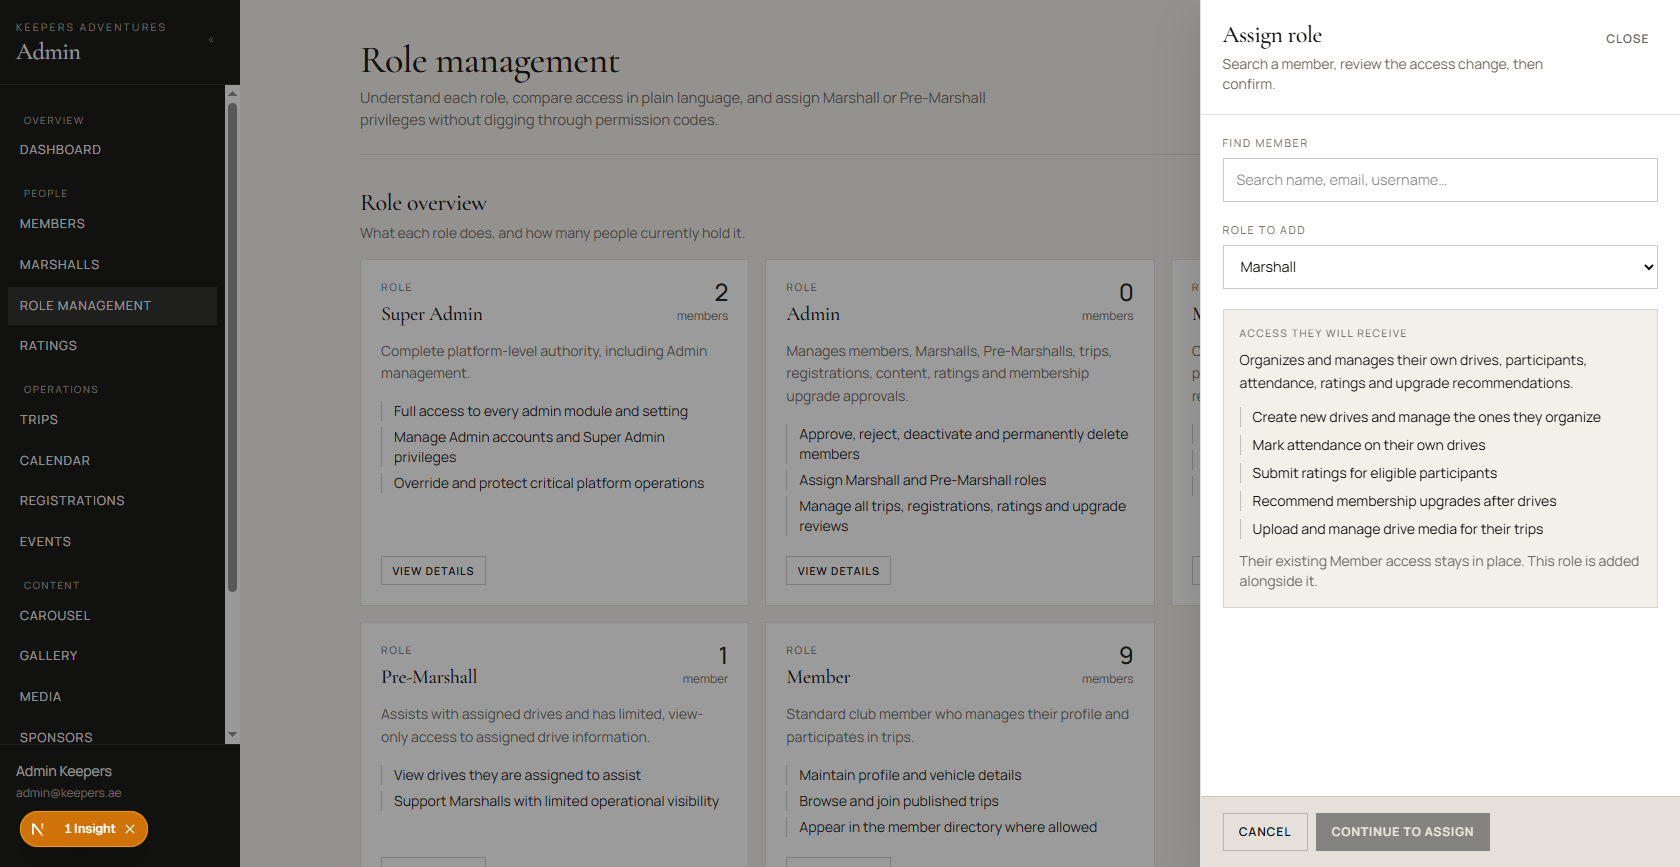 KEEPERS ADVENTURES
Admin
«
OVERVIEW
DASHBOARD
PEOPLE
MEMBERS
MARSHALLS
ROLE MANAGEMENT
RATINGS
OPERATIONS
TRIPS
CALENDAR
REGISTRATIONS
EVENTS
CONTENT
CAROUSEL
GALLERY
MEDIA
SPONSORS
Admin Keepers
admin@keepers.ae
N 1 Insight ×
Role management
Understand each role, compare access in plain language, and assign Marshall or Pre-Marshall
privileges without digging through permission codes.
Role overview
What each role does, and how many people currently hold it.
ROLE
Super Admin
2
members
Complete platform-level authority, including Admin
management.
Full access to every admin module and setting
Manage Admin accounts and Super Admin
privileges
Override and protect critical platform operations
VIEW DETAILS
ROLE
Admin
0
members
Manages members, Marshalls, Pre-Marshalls, trips,
registrations, content, ratings and membership
upgrade approvals.
Approve, reject, deactivate and permanently delete
members
Assign Marshall and Pre-Marshall roles
Manage all trips, registrations, ratings and upgrade
reviews
VIEW DETAILS
ROLE
Pre-Marshall
1
member
Assists with assigned drives and has limited, view-
only access to assigned drive information.
View drives they are assigned to assist
Support Marshalls with limited operational visibility
ROLE
Member
9
members
Standard club member who manages their profile and
participates in trips.
Maintain profile and vehicle details
Browse and join published trips
Appear in the member directory where allowed
Assign role
CLOSE
Search a member, review the access change, then
confirm.
FIND MEMBER
Search name, email, username...
ROLE TO ADD
Marshall
ACCESS THEY WILL RECEIVE
Organizes and manages their own drives, participants,
attendance, ratings and upgrade recommendations.
Create new drives and manage the ones they organize
Mark attendance on their own drives
Submit ratings for eligible participants
Recommend membership upgrades after drives
Upload and manage drive media for their trips
Their existing Member access stays in place. This role is added
alongside it.
CANCEL
CONTINUE TO ASSIGN